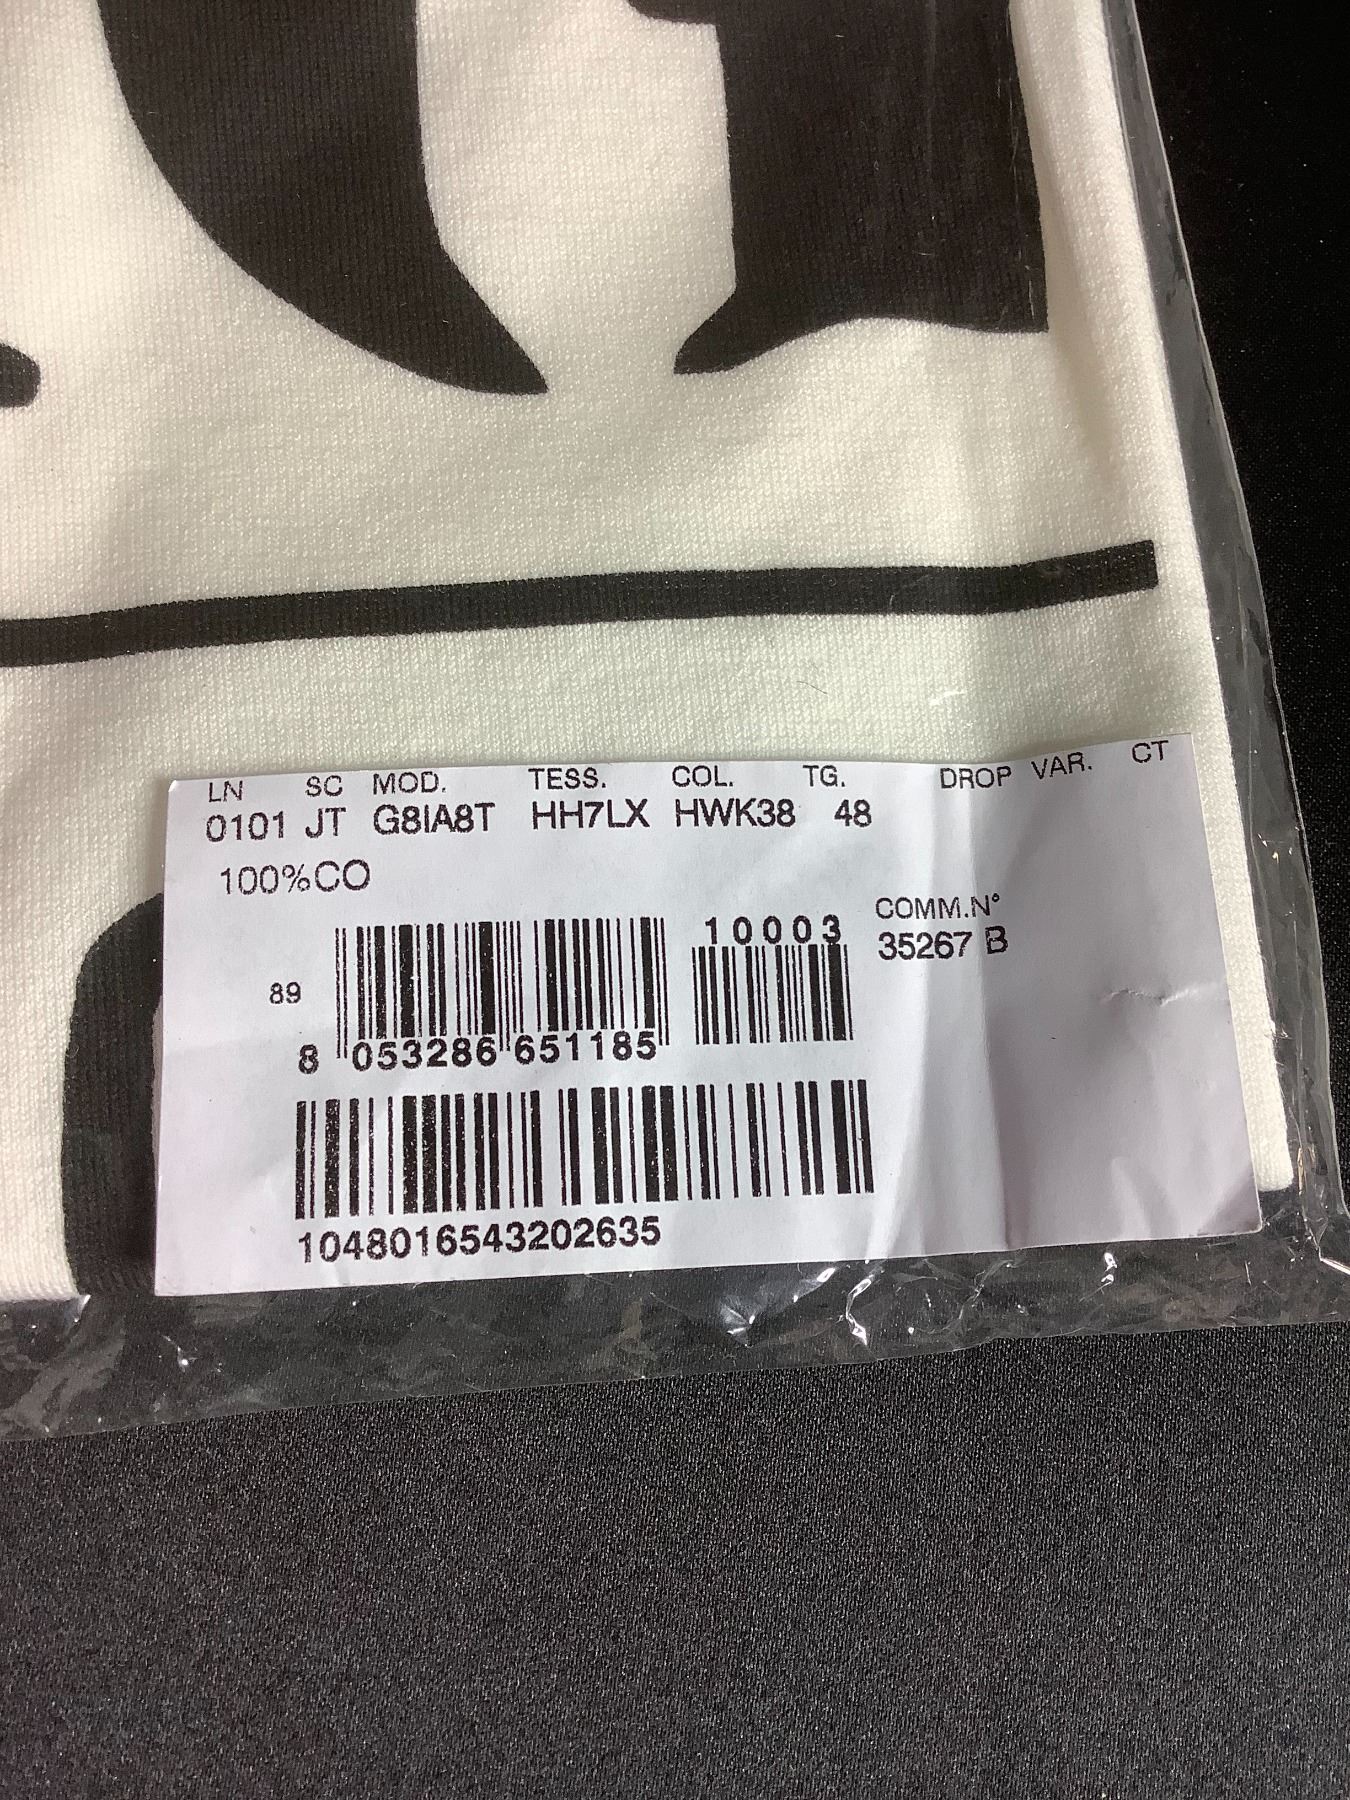 LN SC MOD. TESS. COL. TG. DROP VAR. CT
0101 JT G8IA8T HH7LX HWK38 48
100%CO
COMM.N°
10003
35267 B
89
8 053286 651185
1048016543202635